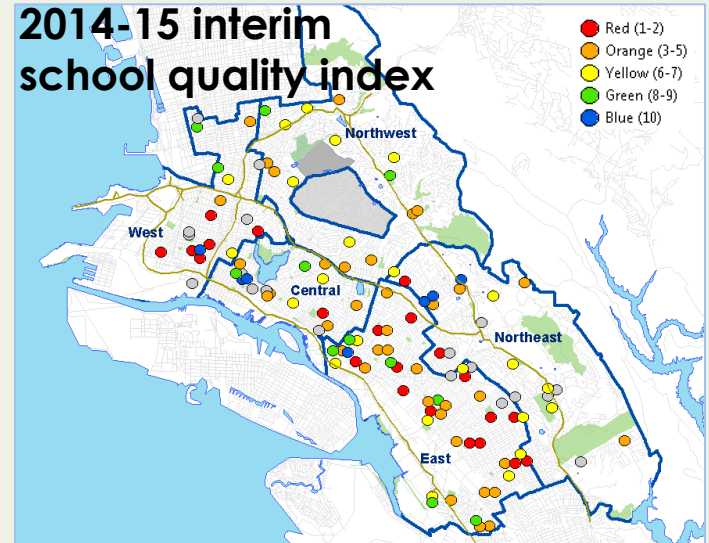 2014-15 interim
school quality index
Red (1-2)
Orange (3-5)
Yellow (6-7)
Green (8-9)
Blue (10)
Northwest
West
Central
Northeast
East